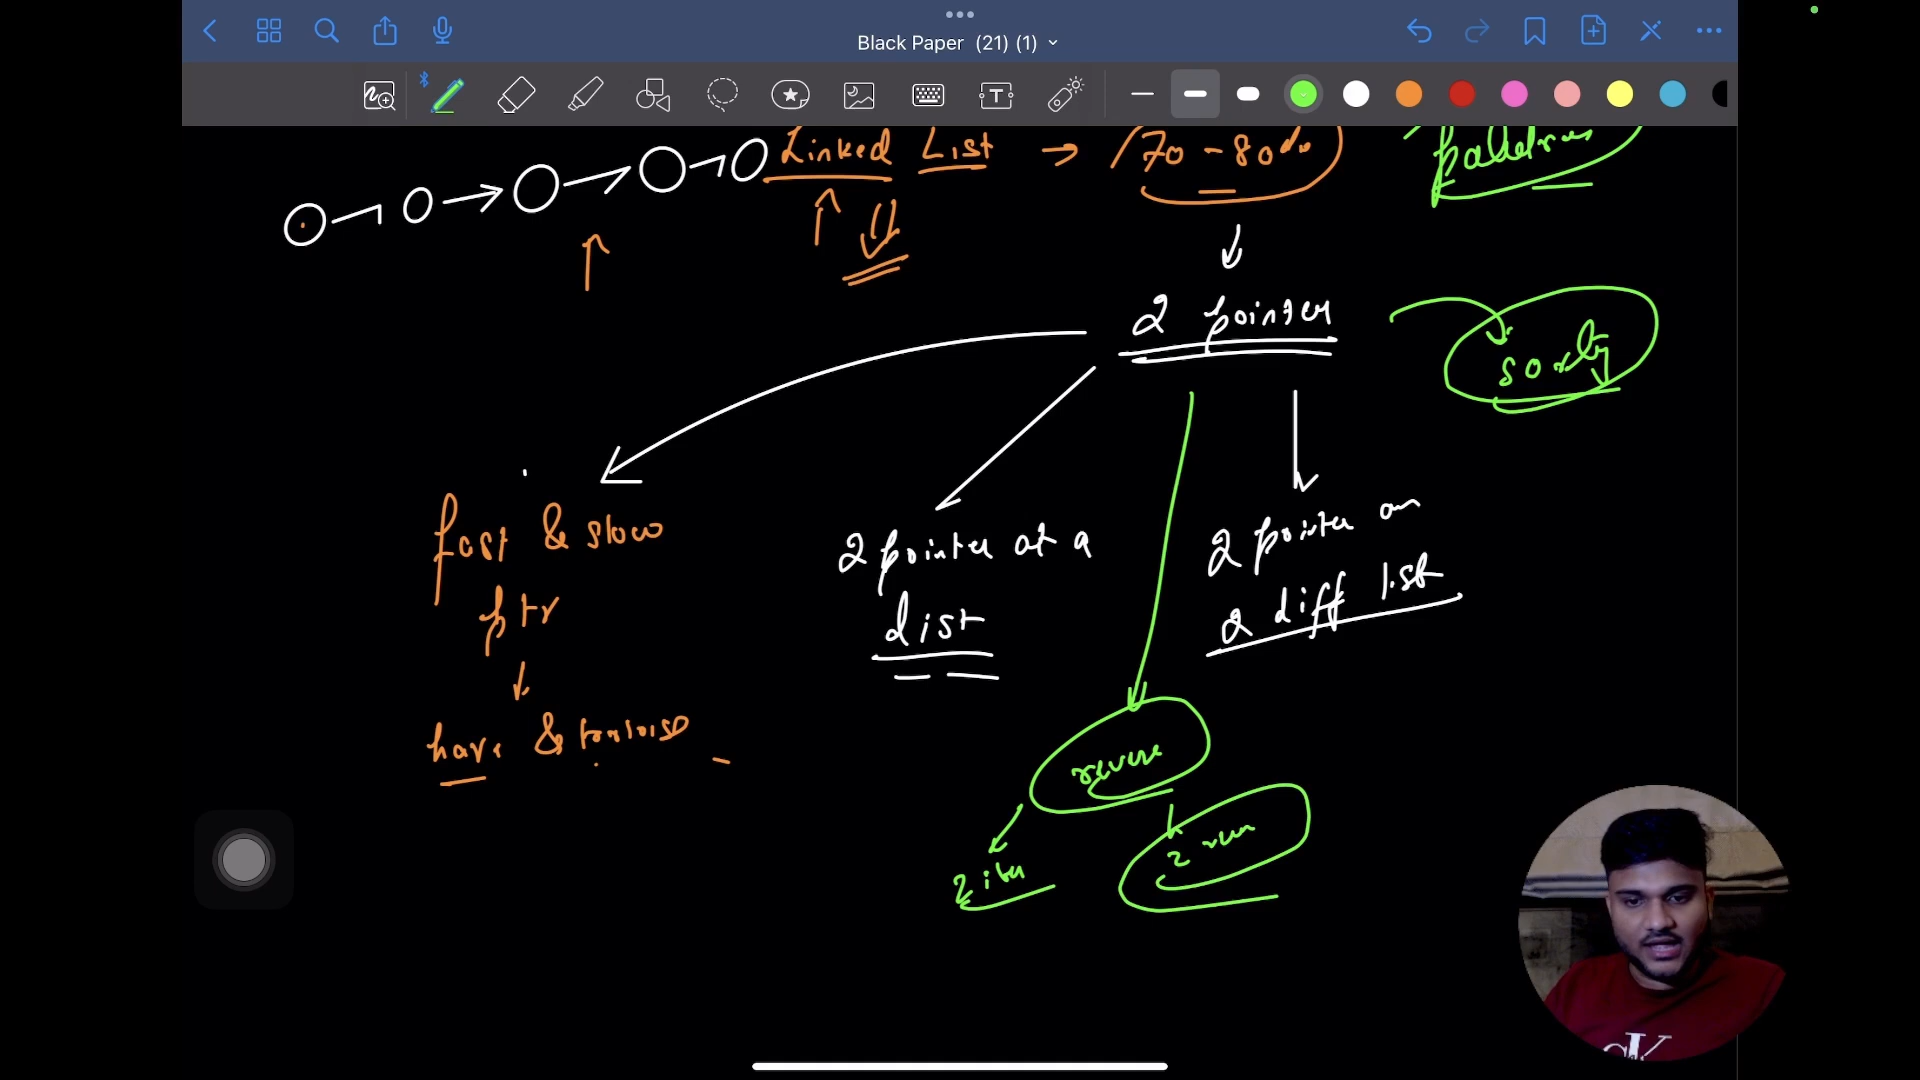 Black Paper (21) (1)
T
Linked List → 70 - 80%
2 pointer
sorting
fast & slow
ptr
2 pointer at a
dist
2 pointer on
2 diff list
hare & tortoise
reverse
2 iter
CK